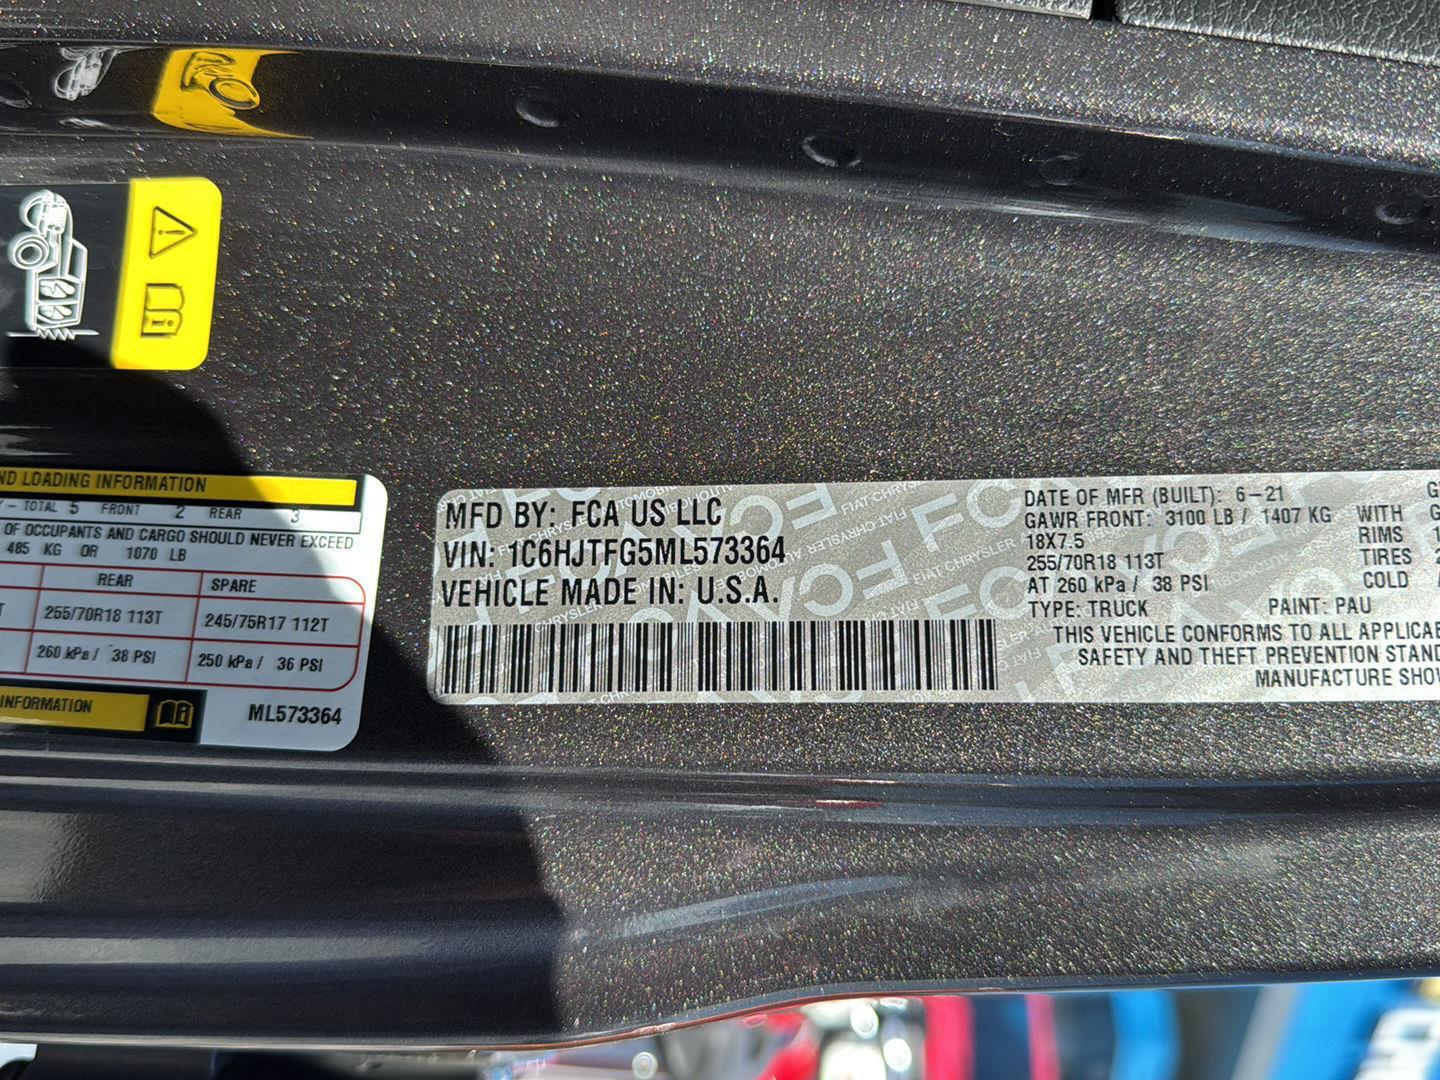 ND LOADING INFORMATION
Y - TOTAL 5 FRONT 2 REAR 3
OF OCCUPANTS AND CARGO SHOULD NEVER EXCEED
485 KG OR 1070 LB
REAR SPARE
T 255/70R18 113T 245/75R17 112T
260 kPa / 38 PSI 250 kPa / 36 PSI
INFORMATION
ML573364
MFD BY: FCA US LLC
VIN: 1C6HJTFG5ML573364
VEHICLE MADE IN: U.S.A.
DATE OF MFR (BUILT): 6-21
GAWR FRONT: 3100 LB / 1407 KG WITH
18X7.5 RIMS
255/70R18 113T TIRES
AT 260 kPa / 38 PSI COLD
TYPE: TRUCK PAINT: PAU
THIS VEHICLE CONFORMS TO ALL APPLICAB
SAFETY AND THEFT PREVENTION STAND
MANUFACTURE SHOW